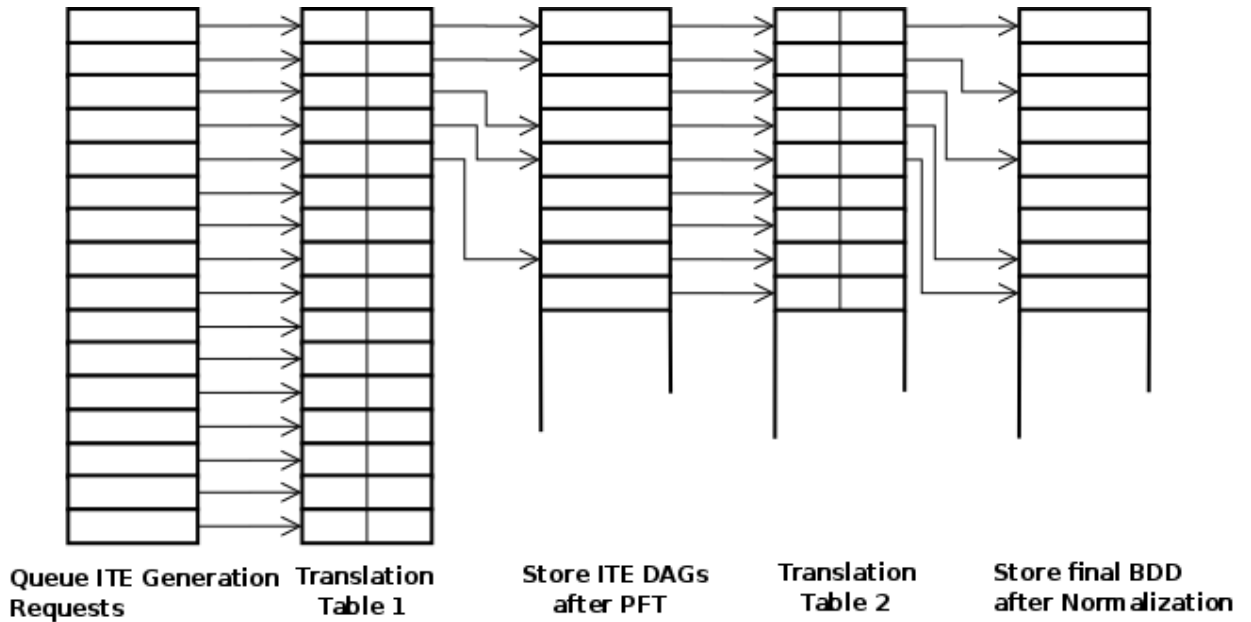 Queue ITE Generation
Requests
Translation
Table 1
Store ITE DAGs
after PFT
Translation
Table 2
Store final BDD
after Normalization